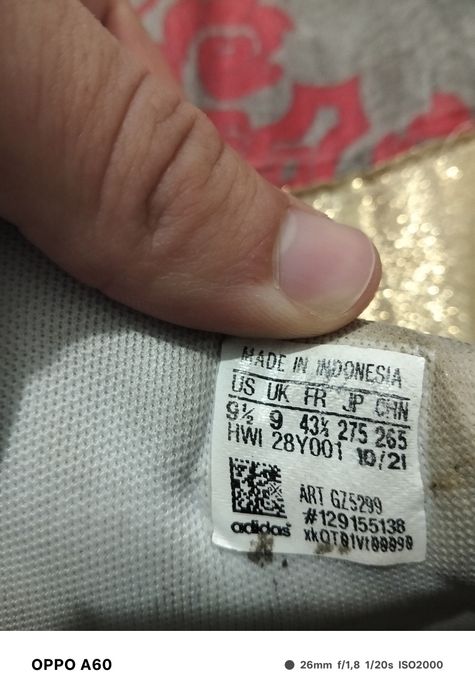 MADE IN INDONESIA
US UK FR JP CHN
9½ 9 43⅓ 275 265
HWI 28Y001 10/21
ART GZ5299
#129155138
adidas xkQT01Vt00090
OPPO A60 26mm f/1,8 1/20s ISO2000